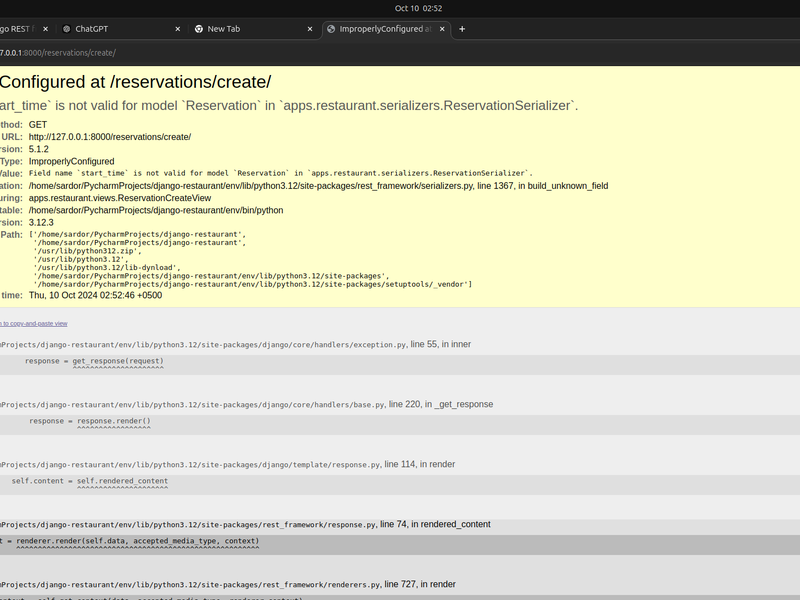 Oct 10 02:52
go REST f
ChatGPT
New Tab
ImproperlyConfigured at
7.0.0.1:8000/reservations/create/
Configured at /reservations/create/
art_time` is not valid for model `Reservation` in `apps.restaurant.serializers.ReservationSerializer`.
thod: GET
URL: http://127.0.0.1:8000/reservations/create/
rsion: 5.1.2
Type: ImproperlyConfigured
Value: Field name `start_time` is not valid for model `Reservation` in `apps.restaurant.serializers.ReservationSerializer`.
ation: /home/sardor/PycharmProjects/django-restaurant/env/lib/python3.12/site-packages/rest_framework/serializers.py, line 1367, in build_unknown_field
uring: apps.restaurant.views.ReservationCreateView
table: /home/sardor/PycharmProjects/django-restaurant/env/bin/python
rsion: 3.12.3
Path: ['/home/sardor/PycharmProjects/django-restaurant',
'/home/sardor/PycharmProjects/django-restaurant',
'/usr/lib/python312.zip',
'/usr/lib/python3.12',
'/usr/lib/python3.12/lib-dynload',
'/home/sardor/PycharmProjects/django-restaurant/env/lib/python3.12/site-packages',
'/home/sardor/PycharmProjects/django-restaurant/env/lib/python3.12/site-packages/setuptools/_vendor']
time: Thu, 10 Oct 2024 02:52:46 +0500
h to copy-and-paste view
mProjects/django-restaurant/env/lib/python3.12/site-packages/django/core/handlers/exception.py, line 55, in inner
response = get_response(request)
^^^^^^^^^^^^^^^^^^^^^
mProjects/django-restaurant/env/lib/python3.12/site-packages/django/core/handlers/base.py, line 220, in _get_response
response = response.render()
^^^^^^^^^^^^^^^^^
mProjects/django-restaurant/env/lib/python3.12/site-packages/django/template/response.py, line 114, in render
self.content = self.rendered_content
^^^^^^^^^^^^^^^^^^^^^
mProjects/django-restaurant/env/lib/python3.12/site-packages/rest_framework/response.py, line 74, in rendered_content
t = renderer.render(self.data, accepted_media_type, context)
^^^^^^^^^^^^^^^^^^^^^^^^^^^^^^^^^^^^^^^^^^^^^^^^^^^^^^^^
mProjects/django-restaurant/env/lib/python3.12/site-packages/rest_framework/renderers.py, line 727, in render